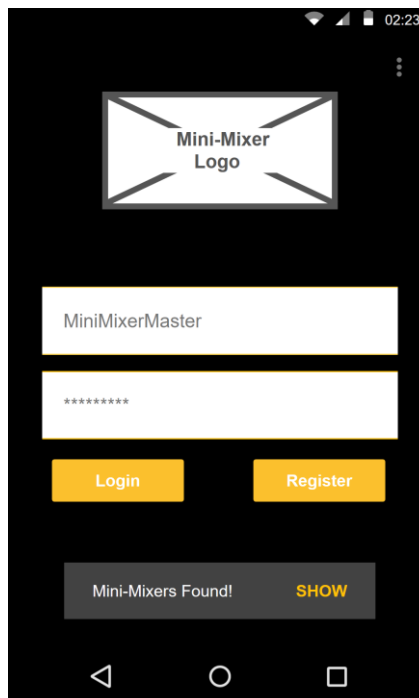 02:23
Mini-Mixer
Logo
MiniMixerMaster
*********
Login Register
Mini-Mixers Found! SHOW